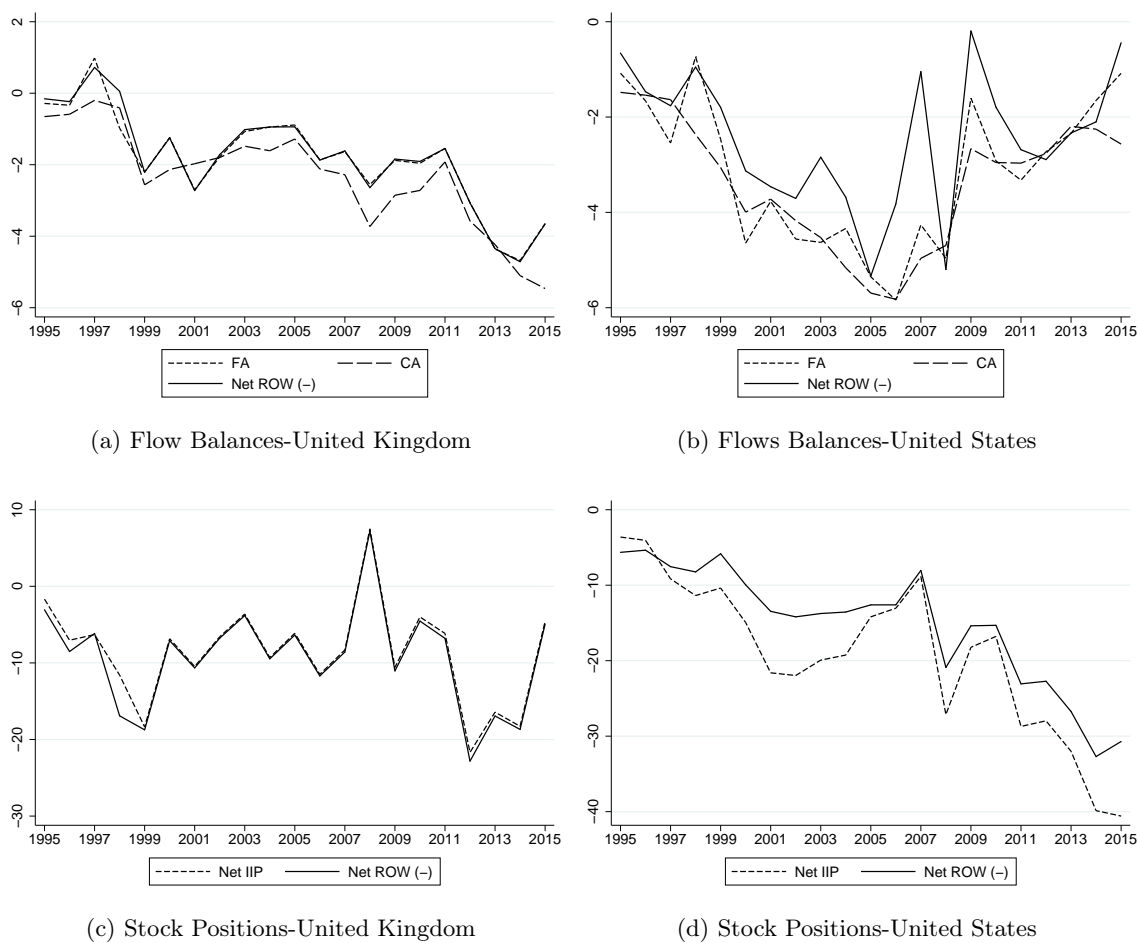 2
0
−2
−4
−6
1995 1997 1999 2001 2003 2005 2007 2009 2011 2013 2015
FA CA
Net ROW (−)
(a) Flow Balances-United Kingdom
0
−2
−4
−6
1995 1997 1999 2001 2003 2005 2007 2009 2011 2013 2015
FA CA
Net ROW (−)
(b) Flows Balances-United States
10
0
−10
−20
−30
1995 1997 1999 2001 2003 2005 2007 2009 2011 2013 2015
Net IIP Net ROW (−)
(c) Stock Positions-United Kingdom
0
−10
−20
−30
−40
1995 1997 1999 2001 2003 2005 2007 2009 2011 2013 2015
Net IIP Net ROW (−)
(d) Stock Positions-United States